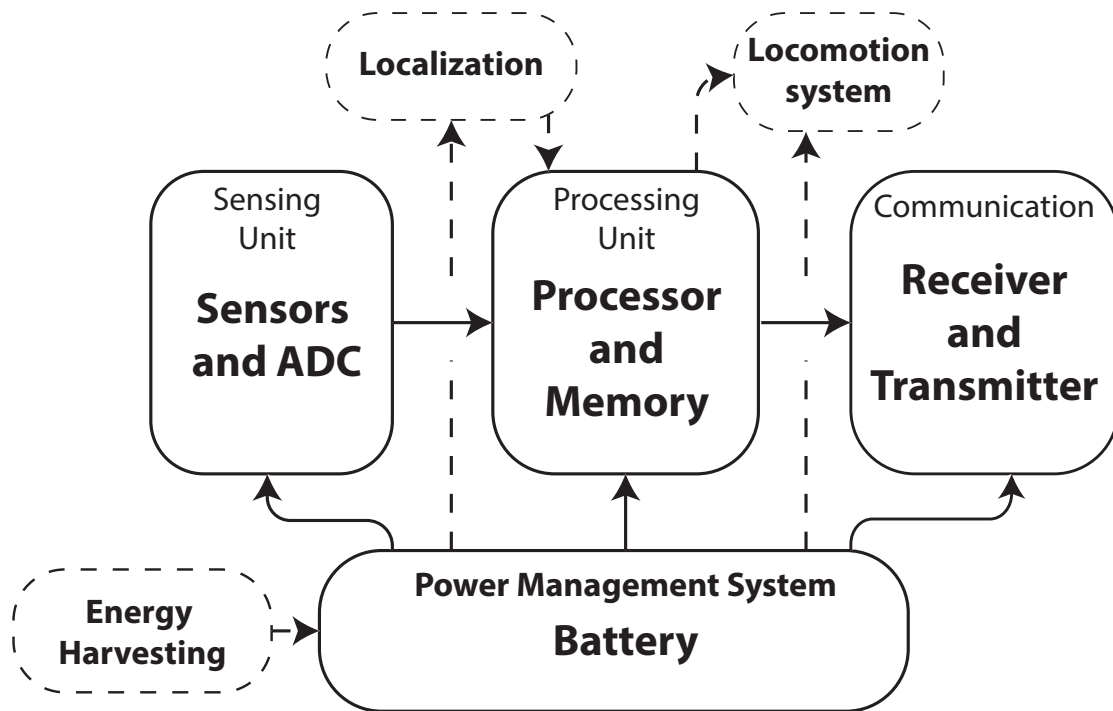 Localization
Locomotion
system
Sensing
Unit
Sensors
and ADC
Processing
Unit
Processor
and
Memory
Communication
Receiver
and
Transmitter
Power Management System
Battery
Energy
Harvesting